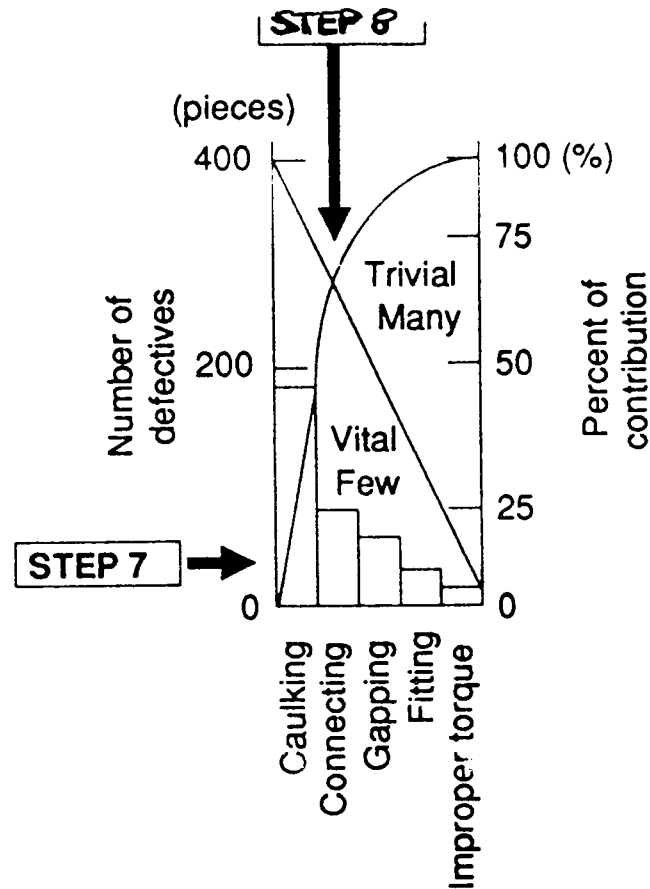 STEP 8
(pieces)
400
200
0
Number of
defectives
100 (%)
75
50
25
0
Percent of
contribution
Trivial
Many
Vital
Few
STEP 7
Caulking
Connecting
Gapping
Fitting
Improper torque